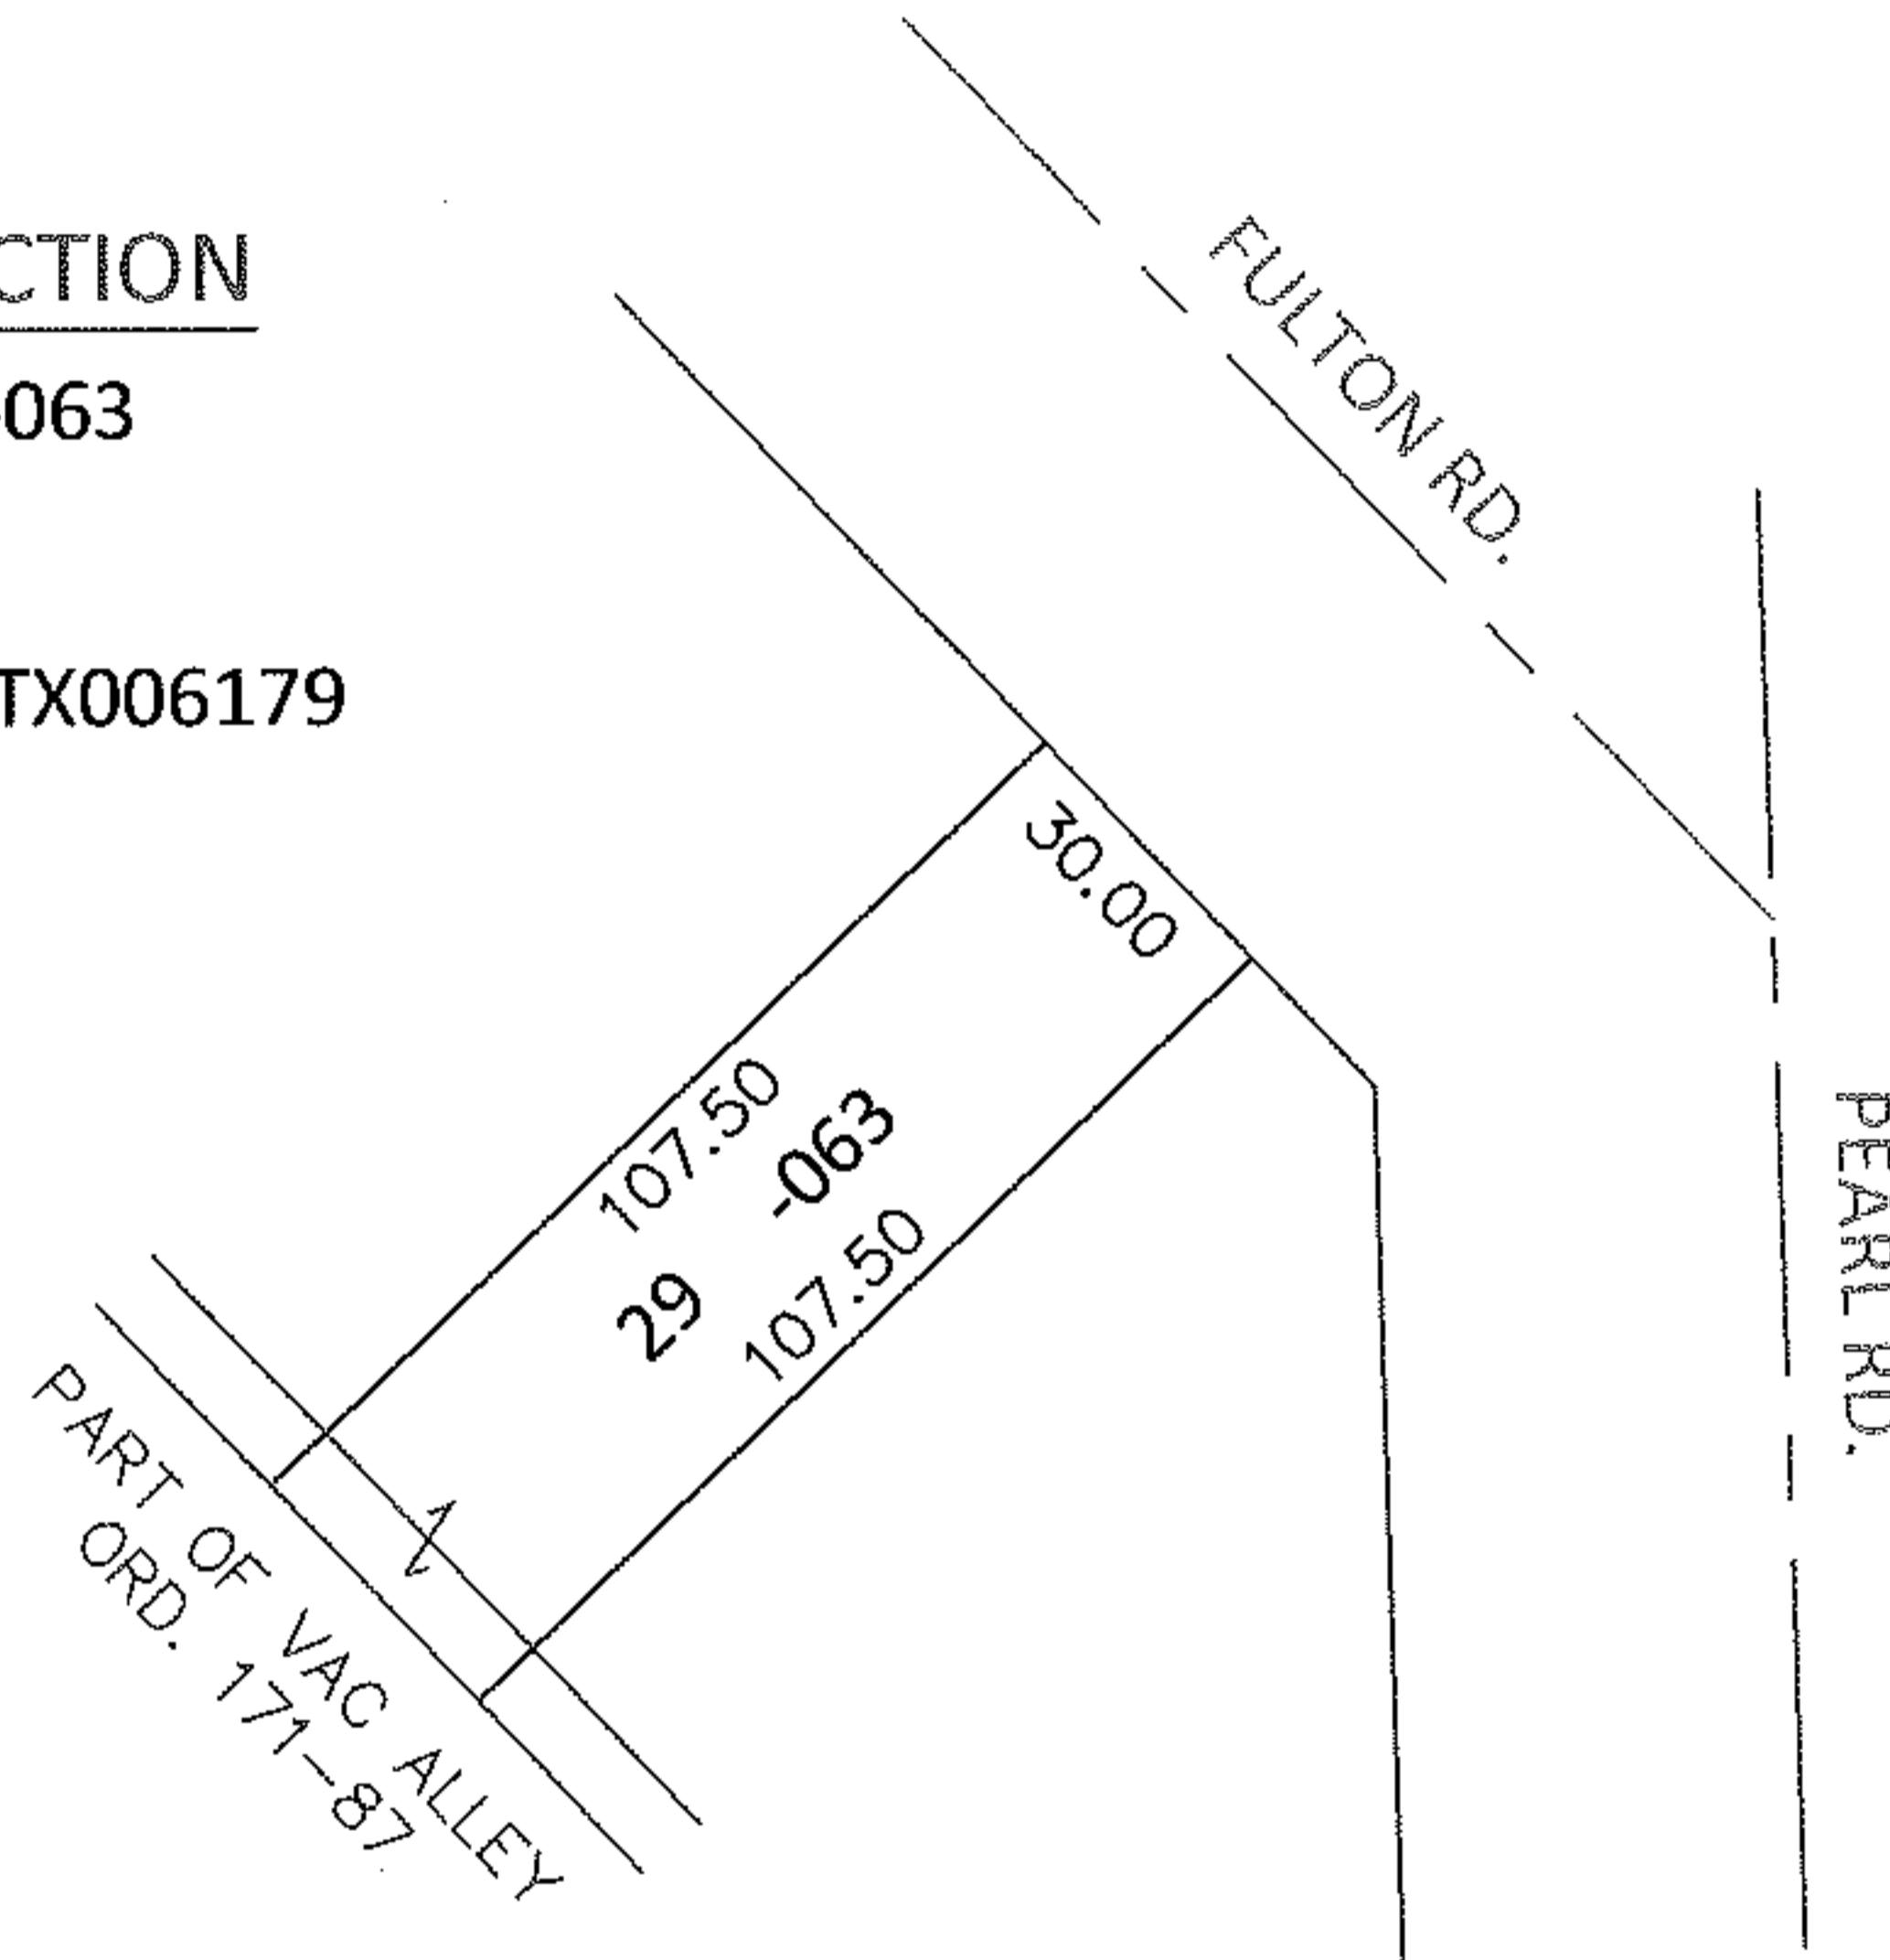 CTION
-063
TX006179
FULTON RD.
30.00
107.50
-063
29
107.50
PEARL RD.
PART OF VAC ALLEY
ORD. 171-87